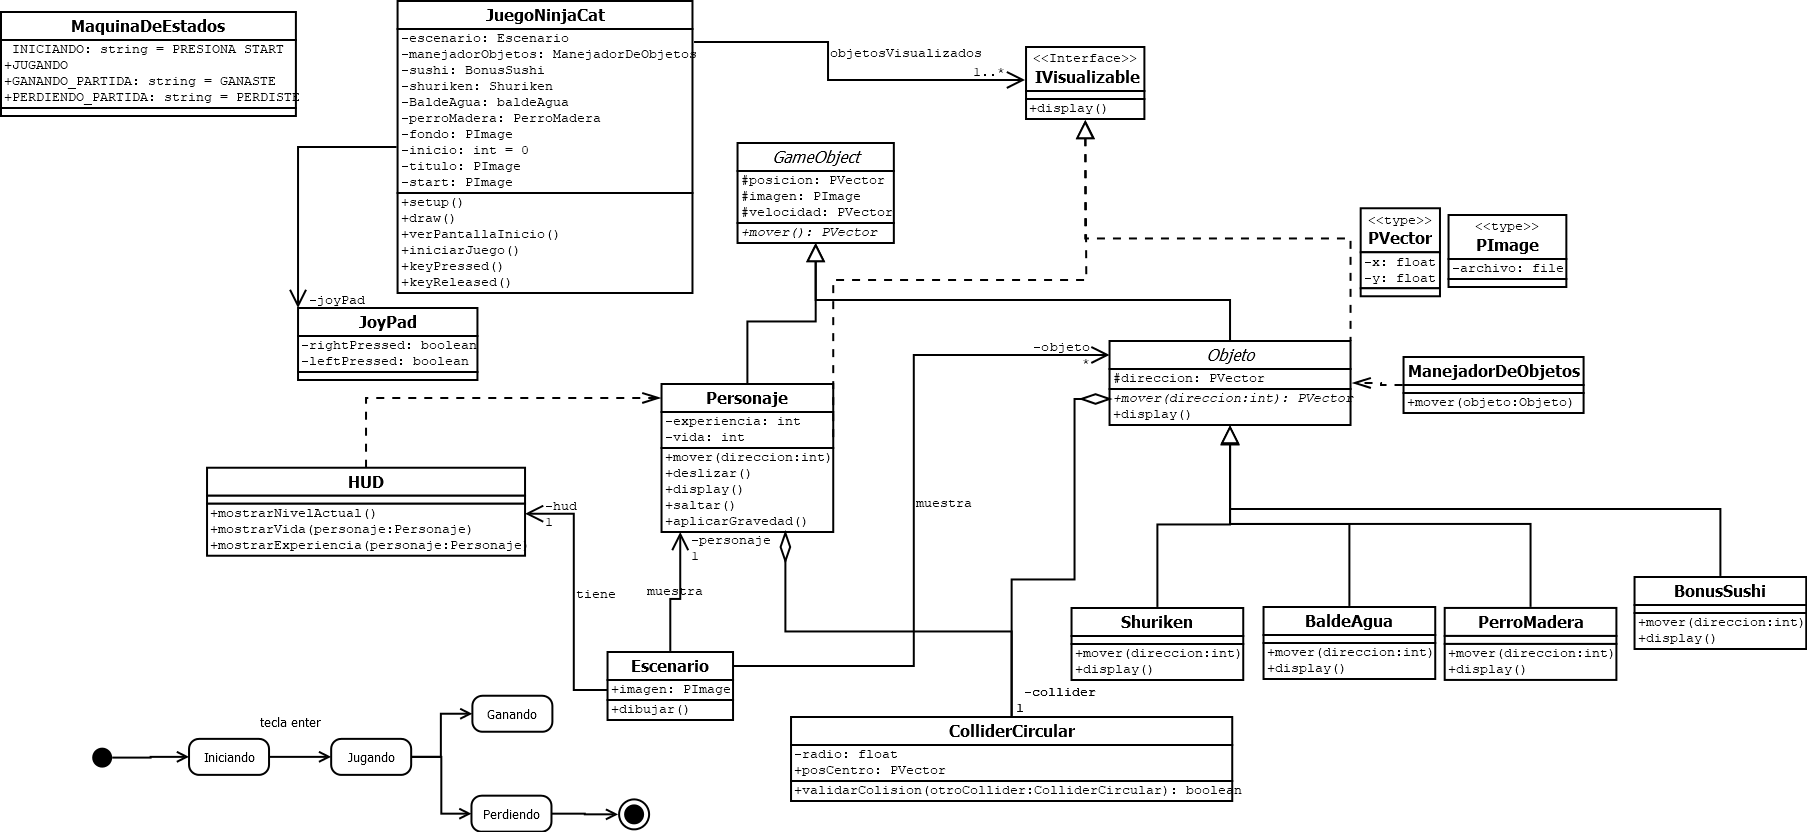 MaquinaDeEstados
INICIANDO: string = PRESIONA START
+JUGANDO
+GANANDO_PARTIDA: string = GANASTE
+PERDIENDO_PARTIDA: string = PERDISTE
JuegoNinjaCat
-escenario: Escenario
-manejadorObjetos: ManejadorDeObjetos
-sushi: BonusSushi
-shuriken: Shuriken
-BaldeAgua: baldeAgua
-perroMadera: PerroMadera
-fondo: PImage
-inicio: int = 0
-titulo: PImage
-start: PImage
+setup()
+draw()
+verPantallaInicio()
+iniciarJuego()
+keyPressed()
+keyReleased()
objetosVisualizados
1..*
<<Interface>>
IVisualizable
+display()
GameObject
#posicion: PVector
#imagen: PImage
#velocidad: PVector
+mover(): PVector
<<type>>
PVector
-x: float
-y: float
<<type>>
PImage
-archivo: file
-joyPad
JoyPad
-rightPressed: boolean
-leftPressed: boolean
-objeto
*
Objeto
#direccion: PVector
+mover(direccion:int): PVector
+display()
ManejadorDeObjetos
+mover(objeto:Objeto)
Personaje
-experiencia: int
-vida: int
+mover(direccion:int)
+deslizar()
+display()
+saltar()
+aplicarGravedad()
HUD
+mostrarNivelActual()
+mostrarVida(personaje:Personaje)
+mostrarExperiencia(personaje:Personaje
-hud
1
muestra
-personaje
1
tiene
muestra
Escenario
+imagen: PImage
+dibujar()
Shuriken
+mover(direccion:int)
+display()
BaldeAgua
+mover(direccion:int)
+display()
PerroMadera
+mover(direccion:int)
+display()
BonusSushi
+mover(direccion:int)
+display()
-collider
1
ColliderCircular
-radio: float
+posCentro: PVector
+validarColision(otroCollider:ColliderCircular): boolean
tecla enter
Iniciando
Jugando
Ganando
Perdiendo